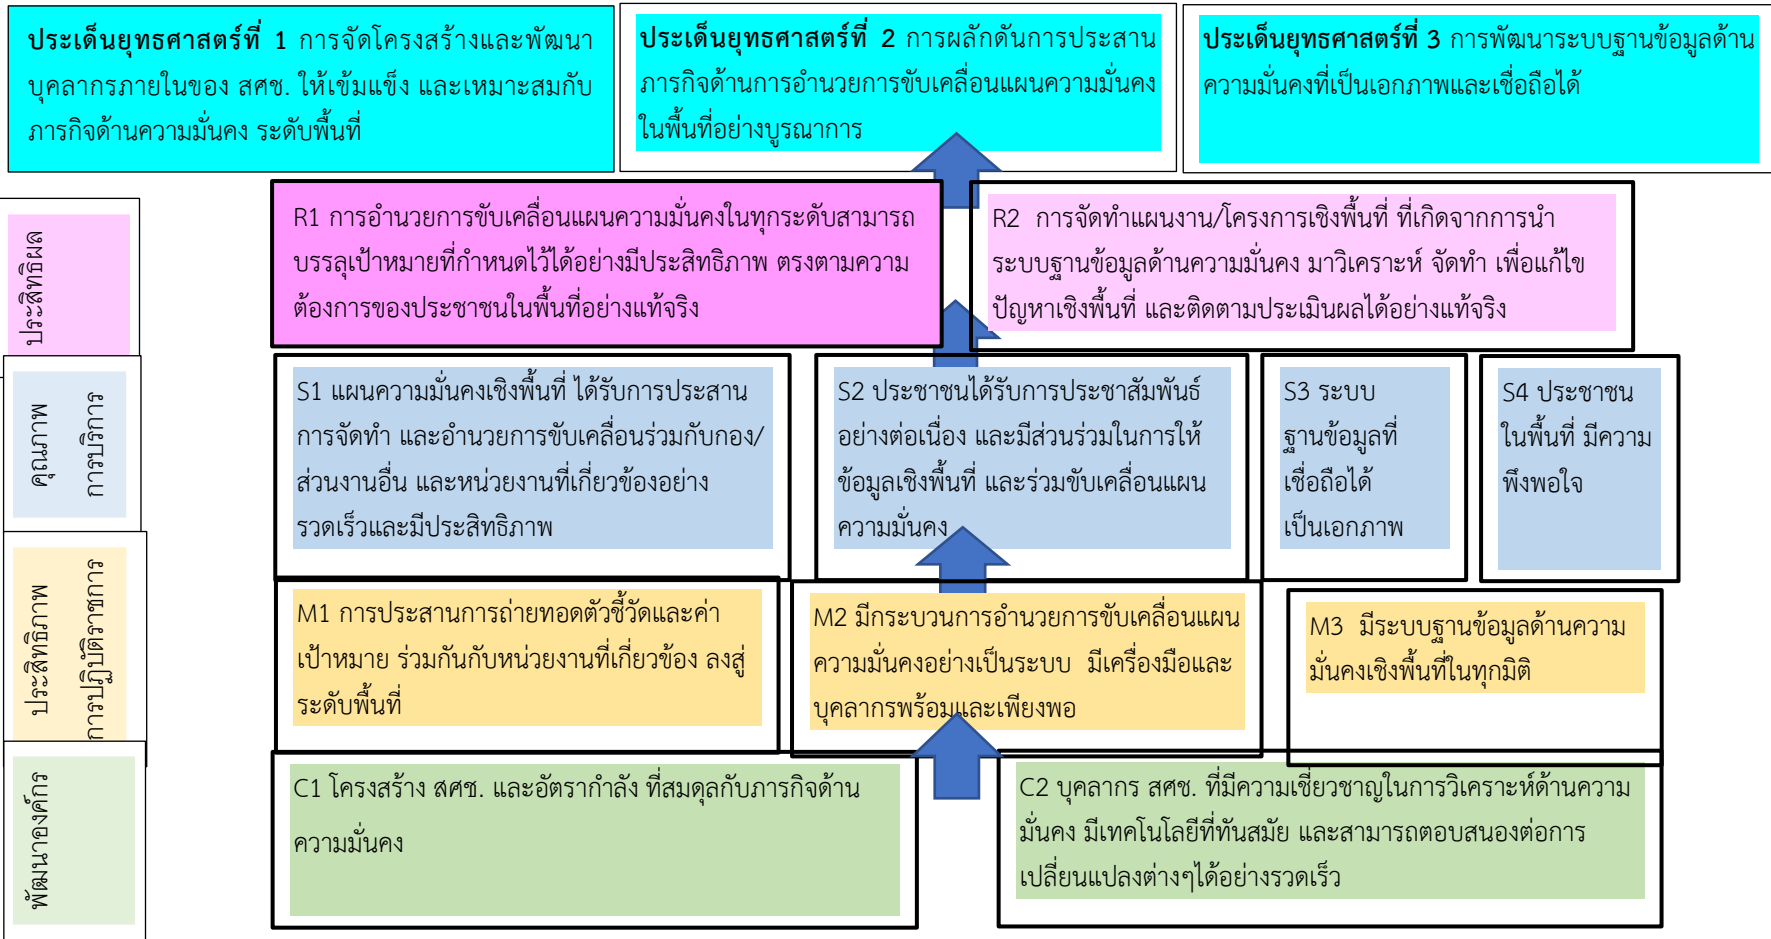 ประเด็นยุทธศาสตร์ที่ 1 การจัดโครงสร้างและพัฒนา
บุคลากรภายในของ สศช. ให้เข้มแข็ง และเหมาะสมกับ
ภารกิจด้านความมั่นคง ระดับพื้นที่
ประเด็นยุทธศาสตร์ที่ 2 การผลักดันการประสาน
ภารกิจด้านการอำนวยการขับเคลื่อนแผนความมั่นคง
ในพื้นที่อย่างบูรณาการ
ประเด็นยุทธศาสตร์ที่ 3 การพัฒนาระบบฐานข้อมูลด้าน
ความมั่นคงที่เป็นเอกภาพและเชื่อถือได้
ประสิทธิผล
R1 การอำนวยการขับเคลื่อนแผนความมั่นคงในทุกระดับสามารถ
บรรลุเป้าหมายที่กำหนดไว้ได้อย่างมีประสิทธิภาพ ตรงตามความ
ต้องการของประชาชนในพื้นที่อย่างแท้จริง
R2 การจัดทำแผนงาน/โครงการเชิงพื้นที่ ที่เกิดจากการนำ
ระบบฐานข้อมูลด้านความมั่นคง มาวิเคราะห์ จัดทำ เพื่อแก้ไข
ปัญหาเชิงพื้นที่ และติดตามประเมินผลได้อย่างแท้จริง
คุณภาพ
การบริการ
S1 แผนความมั่นคงเชิงพื้นที่ ได้รับการประสาน
การจัดทำ และอำนวยการขับเคลื่อนร่วมกับกอง/
ส่วนงานอื่น และหน่วยงานที่เกี่ยวข้องอย่าง
รวดเร็วและมีประสิทธิภาพ
S2 ประชาชนได้รับการประชาสัมพันธ์
อย่างต่อเนื่อง และมีส่วนร่วมในการให้
ข้อมูลเชิงพื้นที่ และร่วมขับเคลื่อนแผน
ความมั่นคง
S3 ระบบ
ฐานข้อมูลที่
เชื่อถือได้
เป็นเอกภาพ
S4 ประชาชน
ในพื้นที่ มีความ
พึงพอใจ
ประสิทธิภาพ
การปฏิบัติราชการ
M1 การประสานการถ่ายทอดตัวชี้วัดและค่า
เป้าหมาย ร่วมกันกับหน่วยงานที่เกี่ยวข้อง ลงสู่
ระดับพื้นที่
M2 มีกระบวนการอำนวยการขับเคลื่อนแผน
ความมั่นคงอย่างเป็นระบบ มีเครื่องมือและ
บุคลากรพร้อมและเพียงพอ
M3 มีระบบฐานข้อมูลด้านความ
มั่นคงเชิงพื้นที่ในทุกมิติ
พัฒนาองค์กร
C1 โครงสร้าง สศช. และอัตรากำลัง ที่สมดุลกับภารกิจด้าน
ความมั่นคง
C2 บุคลากร สศช. ที่มีความเชี่ยวชาญในการวิเคราะห์ด้านความ
มั่นคง มีเทคโนโลยีที่ทันสมัย และสามารถตอบสนองต่อการ
เปลี่ยนแปลงต่างๆได้อย่างรวดเร็ว